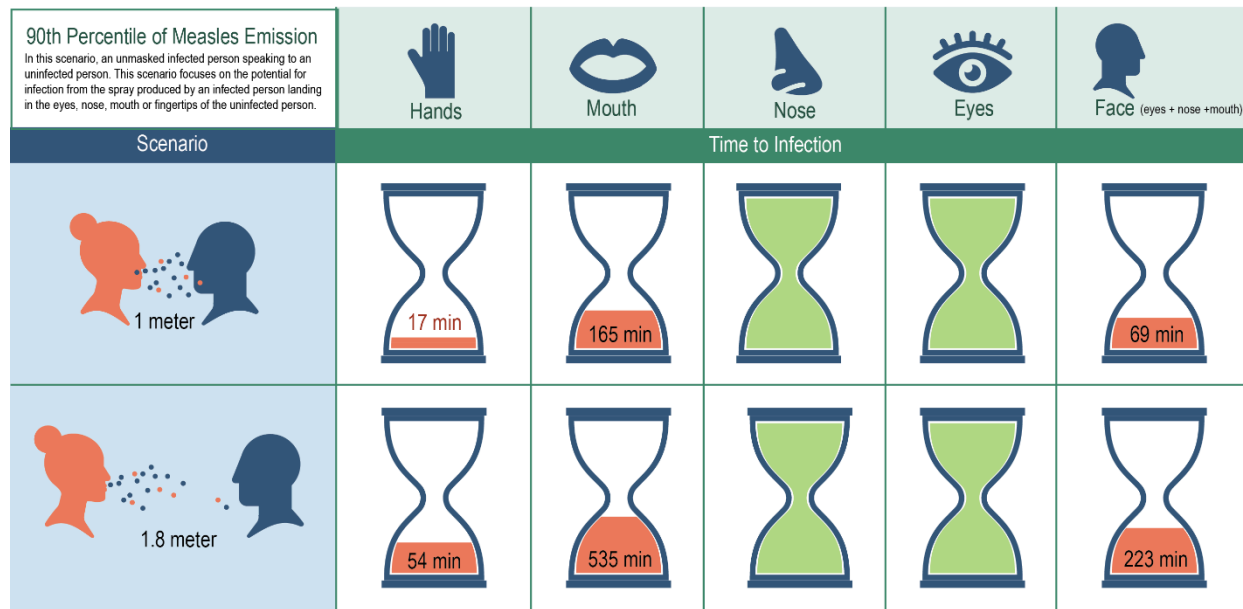 90th Percentile of Measles Emission
In this scenario, an unmasked infected person speaking to an
uninfected person. This scenario focuses on the potential for
infection from the spray produced by an infected person landing
in the eyes, nose, mouth or fingertips of the uninfected person.
Hands
Mouth
Nose
Eyes
Face (eyes + nose +mouth)
Scenario
Time to Infection
1 meter
17 min
165 min
69 min
1.8 meter
54 min
535 min
223 min